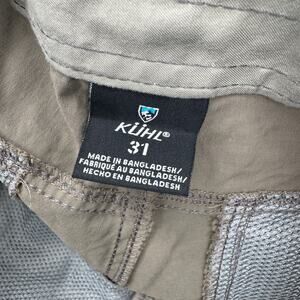 KÜHL®
31
MADE IN BANGLADESH/
FABRIQUÉ AU BANGLADESH/
HECHO EN BANGLADESH